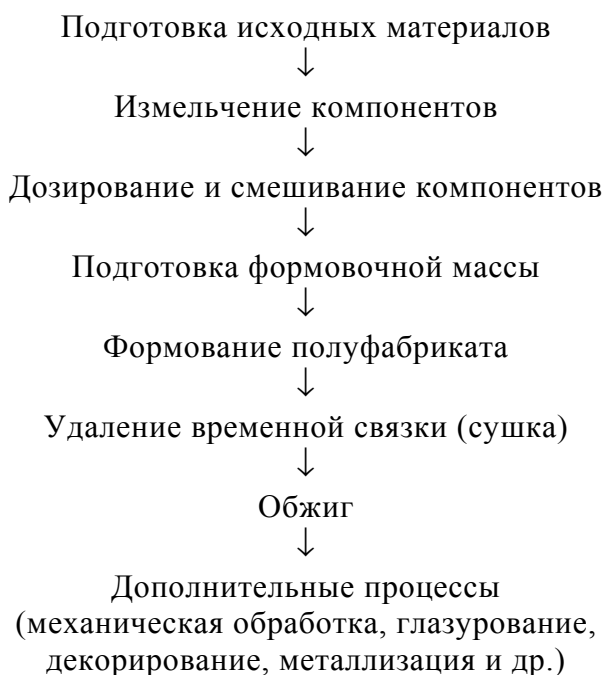 Подготовка исходных материалов
↓
Измельчение компонентов
↓
Дозирование и смешивание компонентов
↓
Подготовка формовочной массы
↓
Формование полуфабриката
↓
Удаление временной связки (сушка)
↓
Обжиг
↓
Дополнительные процессы
(механическая обработка, глазурование,
декорирование, металлизация и др.)